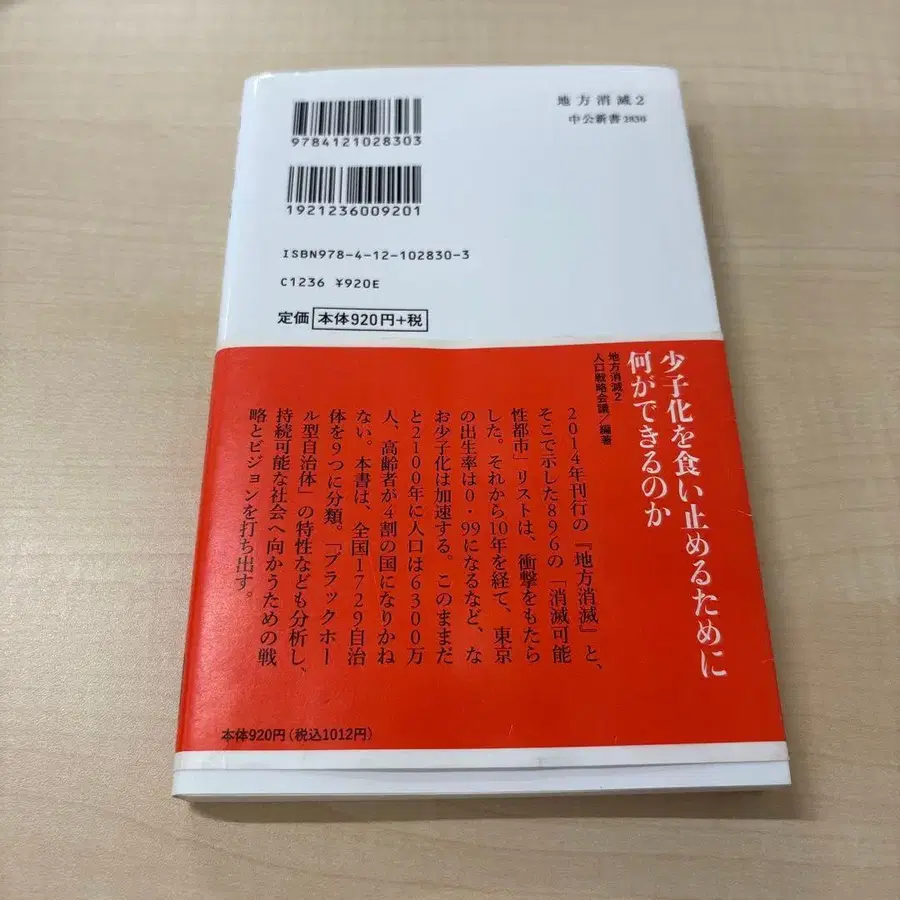 9784121028303
1921236009201
ISBN978-4-12-102830-3
C1236 ¥920E
定価 本体920円+税
地方消滅2
中公新書 2830
少子化を食い止めるために
何ができるのか
地方消滅2
人口戦略会議/編著
2014年刊行の『地方消滅』と、
そこで示した896の「消滅可能
性都市」リストは、衝撃をもたら
した。それから10年を経て、東京
の出生率は0・99になるなど、な
お少子化は加速する。このままだ
と2100年に人口は6300万
人、高齢者が4割の国になりかね
ない。本書は、全国1729自治
体を9つに分類。「ブラックホー
ル型自治体」の特性なども分析し、
持続可能な社会へ向かうための戦
略とビジョンを打ち出す。
本体920円(税込1012円)